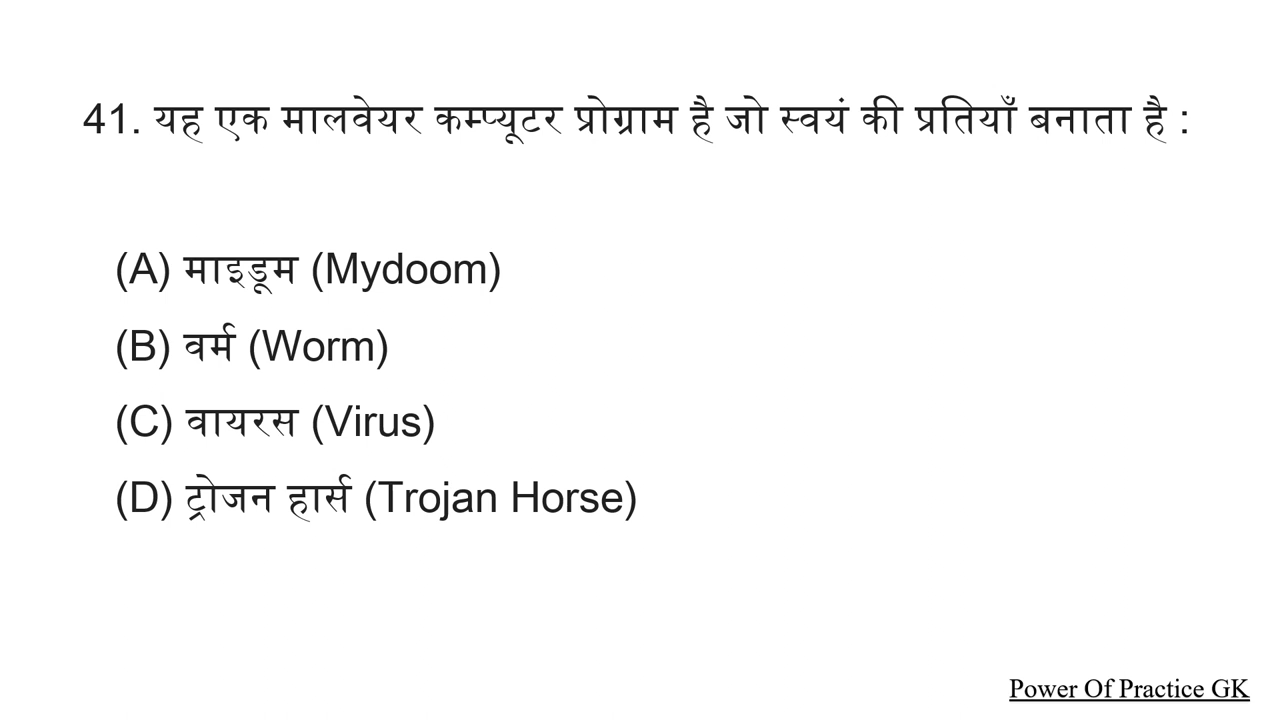 41. यह एक मालवेयर कम्प्यूटर प्रोग्राम है जो स्वयं की प्रतियाँ बनाता है :
(A) माइडूम (Mydoom)
(B) वर्म (Worm)
(C) वायरस (Virus)
(D) ट्रोजन हार्स (Trojan Horse)
Power Of Practice GK